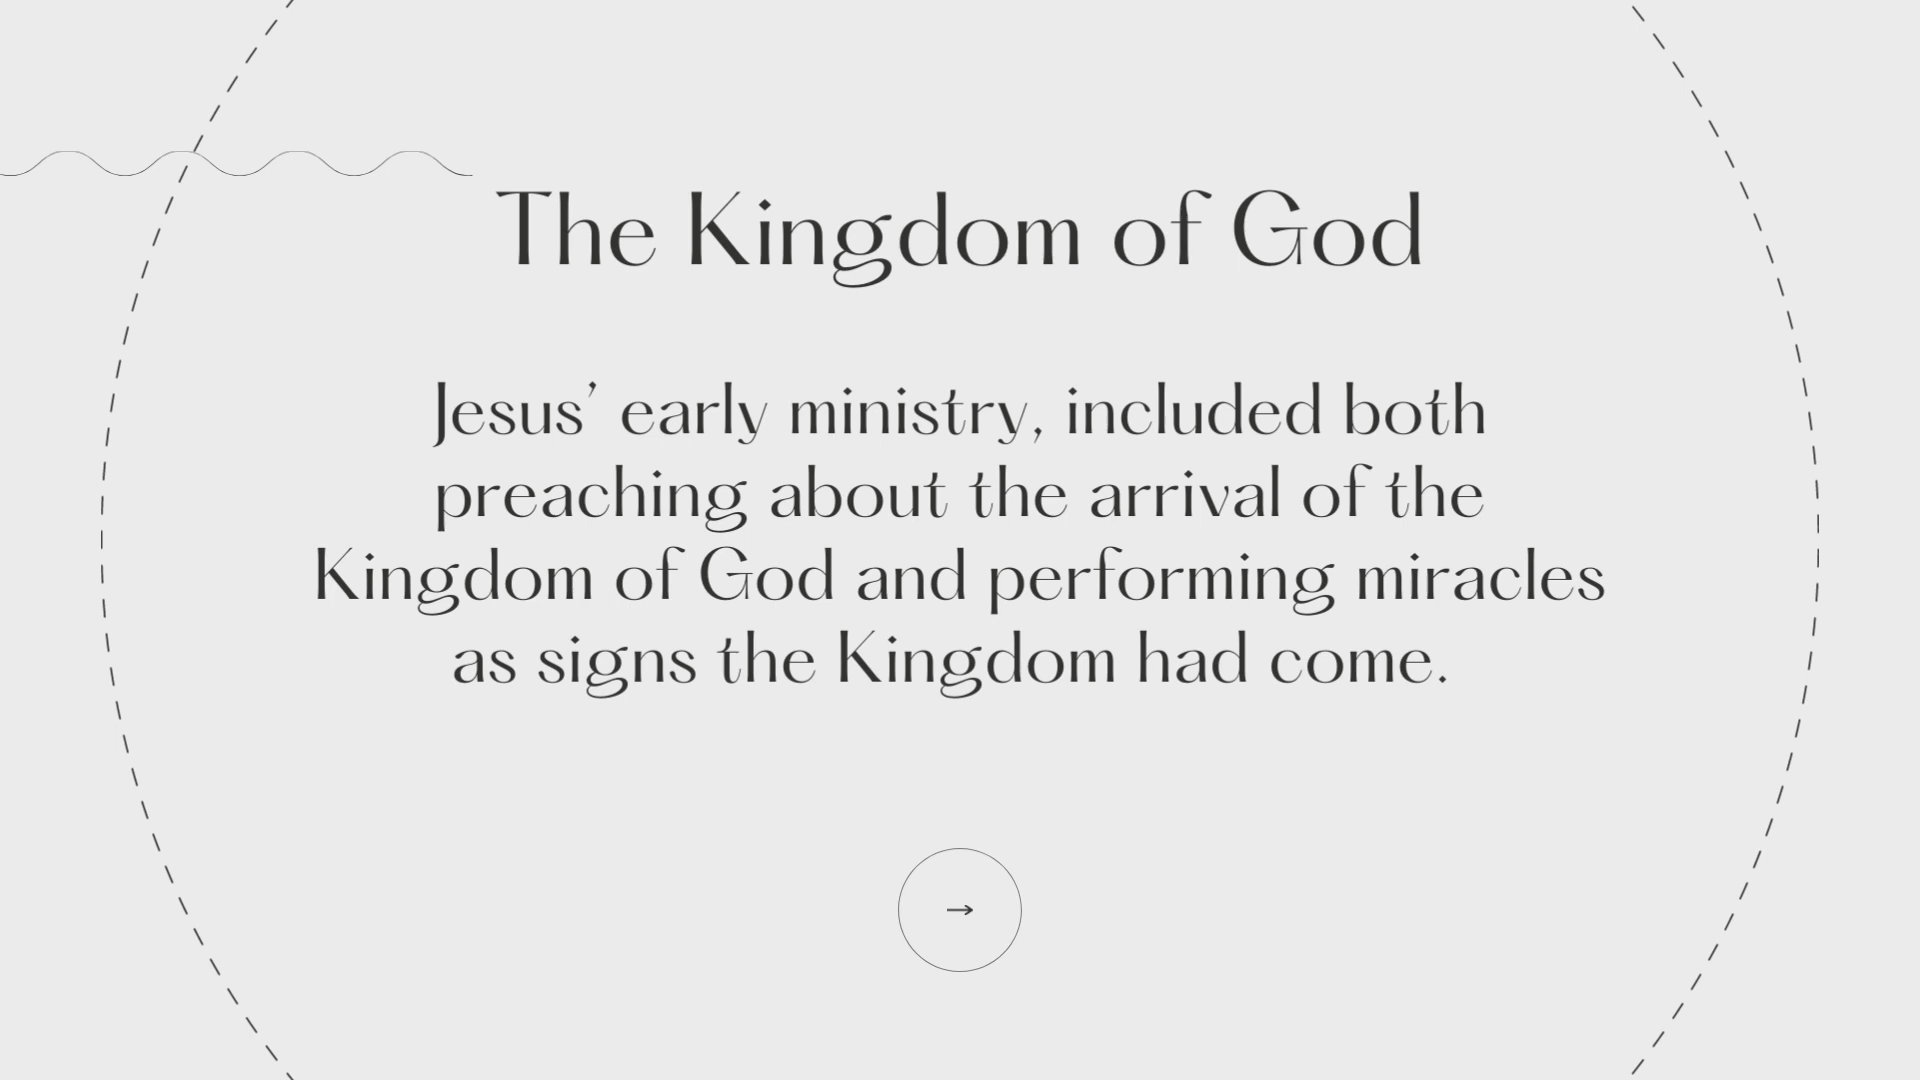 The Kingdom of God
Jesus’ early ministry, included both
preaching about the arrival of the
Kingdom of God and performing miracles
as signs the Kingdom had come.